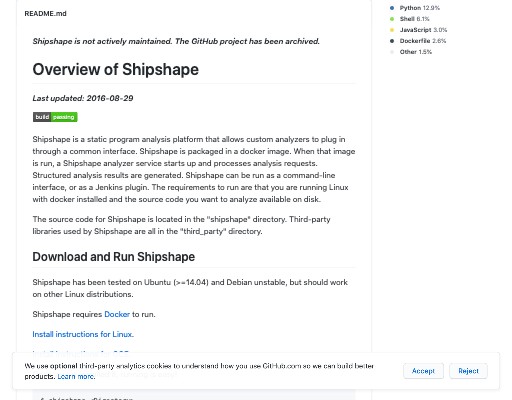 README.md
Python 12.9%
Shell 6.1%
JavaScript 3.0%
Dockerfile 2.6%
Other 1.5%
Shipshape is not actively maintained. The GitHub project has been archived.
Overview of Shipshape
Last updated: 2016-08-29
build passing
Shipshape is a static program analysis platform that allows custom analyzers to plug in
through a common interface. Shipshape is packaged in a docker image. When that image
is run, a Shipshape analyzer service starts up and processes analysis requests.
Structured analysis results are generated. Shipshape can be run as a command-line
interface, or as a Jenkins plugin. The requirements to run are that you are running Linux
with docker installed and the source code you want to analyze available on disk.
The source code for Shipshape is located in the "shipshape" directory. Third-party
libraries used by Shipshape are all in the "third_party" directory.
Download and Run Shipshape
Shipshape has been tested on Ubuntu (>=14.04) and Debian unstable, but should work
on other Linux distributions.
Shipshape requires Docker to run.
Install instructions for Linux.
We use optional third-party analytics cookies to understand how you use GitHub.com so we can build better
products. Learn more.
Accept
Reject